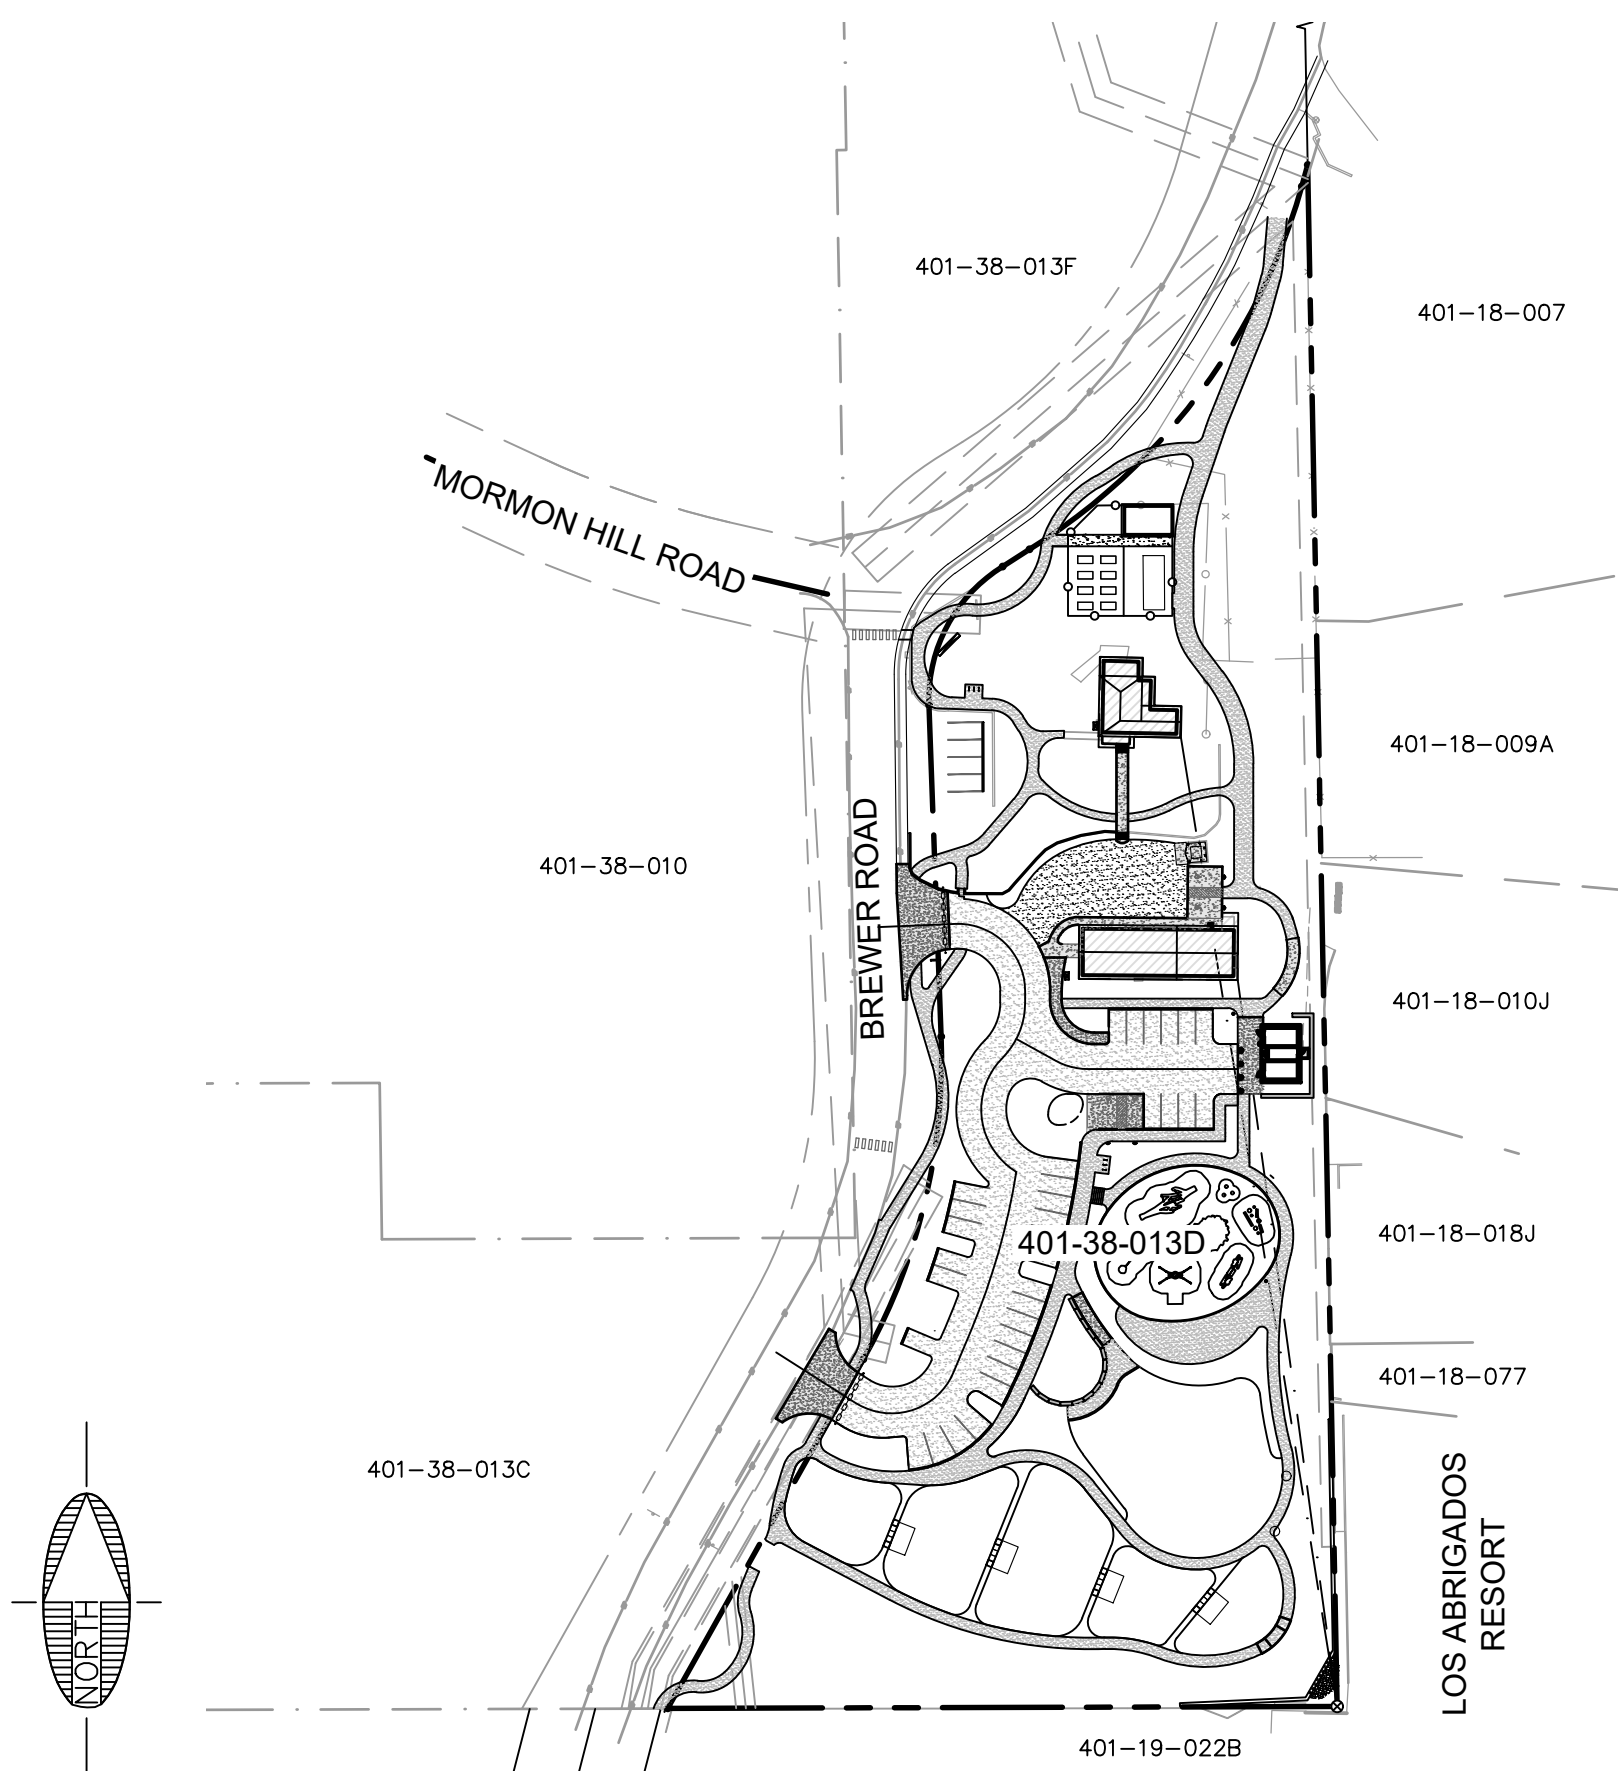 401-38-013F
401-18-007
MORMON HILL ROAD
401-18-009A
BREWER ROAD
401-38-010
401-18-010J
401-18-018J
401-38-013D
401-18-077
401-38-013C
LOS ABRIGADOS
RESORT
NORTH
401-19-022B